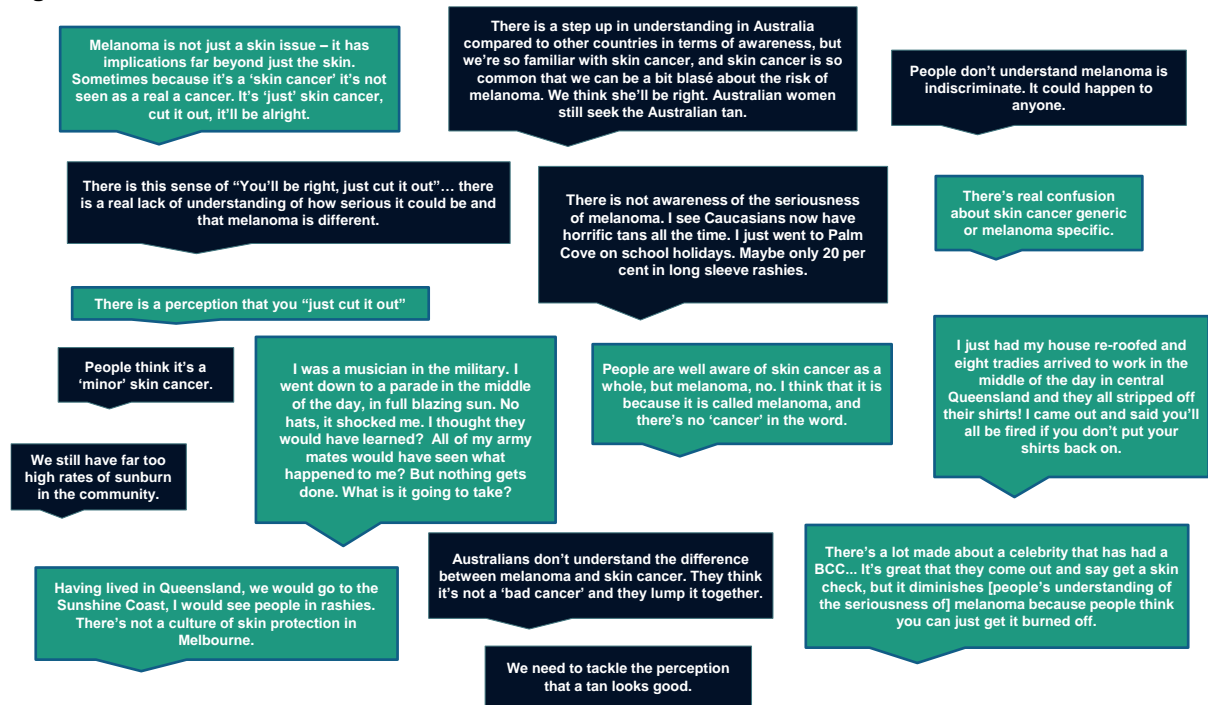 Melanoma is not just a skin issue – it has
implications far beyond just the skin.
Sometimes because it’s a ‘skin cancer’ it’s not
seen as a real a cancer. It’s ‘just’ skin cancer,
cut it out, it’ll be alright.
There is a step up in understanding in Australia
compared to other countries in terms of awareness, but
we’re so familiar with skin cancer, and skin cancer is so
common that we can be a bit blasé about the risk of
melanoma. We think she’ll be right. Australian women
still seek the Australian tan.
People don’t understand melanoma is
indiscriminate. It could happen to
anyone.
There is this sense of “You’ll be right, just cut it out”… there
is a real lack of understanding of how serious it could be and
that melanoma is different.
There is not awareness of the seriousness
of melanoma. I see Caucasians now have
horrific tans all the time. I just went to Palm
Cove on school holidays. Maybe only 20 per
cent in long sleeve rashies.
There’s real confusion
about skin cancer generic
or melanoma specific.
There is a perception that you “just cut it out”
People think it’s a
‘minor’ skin cancer.
I was a musician in the military. I
went down to a parade in the middle
of the day, in full blazing sun. No
hats, it shocked me. I thought they
would have learned? All of my army
mates would have seen what
happened to me? But nothing gets
done. What is it going to take?
People are well aware of skin cancer as a
whole, but melanoma, no. I think that it is
because it is called melanoma, and
there’s no ‘cancer’ in the word.
I just had my house re-roofed and
eight tradies arrived to work in the
middle of the day in central
Queensland and they all stripped off
their shirts! I came out and said you’ll
all be fired if you don’t put your
shirts back on.
We still have far too
high rates of sunburn
in the community.
Australians don’t understand the difference
between melanoma and skin cancer. They think
it’s not a ‘bad cancer’ and they lump it together.
There’s a lot made about a celebrity that has had a
BCC... It’s great that they come out and say get a skin
check, but it diminishes [people’s understanding of
the seriousness of] melanoma because people think
you can just get it burned off.
Having lived in Queensland, we would go to the
Sunshine Coast, I would see people in rashies.
There’s not a culture of skin protection in
Melbourne.
We need to tackle the perception
that a tan looks good.